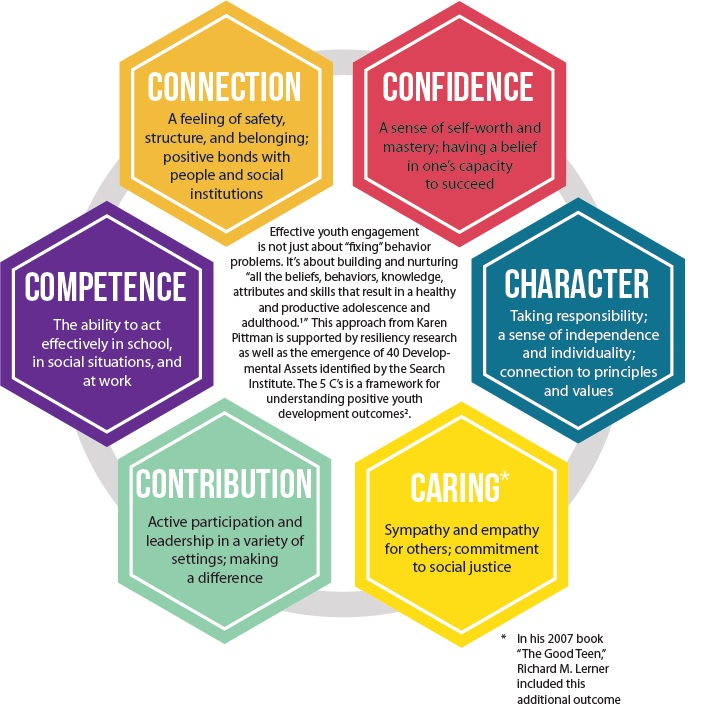 CONNECTION
A feeling of safety,
structure, and belonging;
positive bonds with
people and social
institutions
CONFIDENCE
A sense of self-worth and
mastery; having a belief
in one's capacity
to succeed
COMPETENCE
The ability to act
effectively in school,
in social situations, and
at work
Effective youth engagement
is not just about “fixing” behavior
problems. It's about building and nurturing
“all the beliefs, behaviors, knowledge,
attributes and skills that result in a healthy
and productive adolescence and
adulthood.¹” This approach from Karen
Pittman is supported by resiliency research
as well as the emergence of 40 Develop-
mental Assets identified by the Search
Institute. The 5 C's is a framework for
understanding positive youth
development outcomes².
CHARACTER
Taking responsibility;
a sense of independence
and individuality;
connection to principles
and values
CONTRIBUTION
Active participation and
leadership in a variety of
settings; making
a difference
CARING*
Sympathy and empathy
for others; commitment
to social justice
* In his 2007 book
“The Good Teen,”
Richard M. Lerner
included this
additional outcome